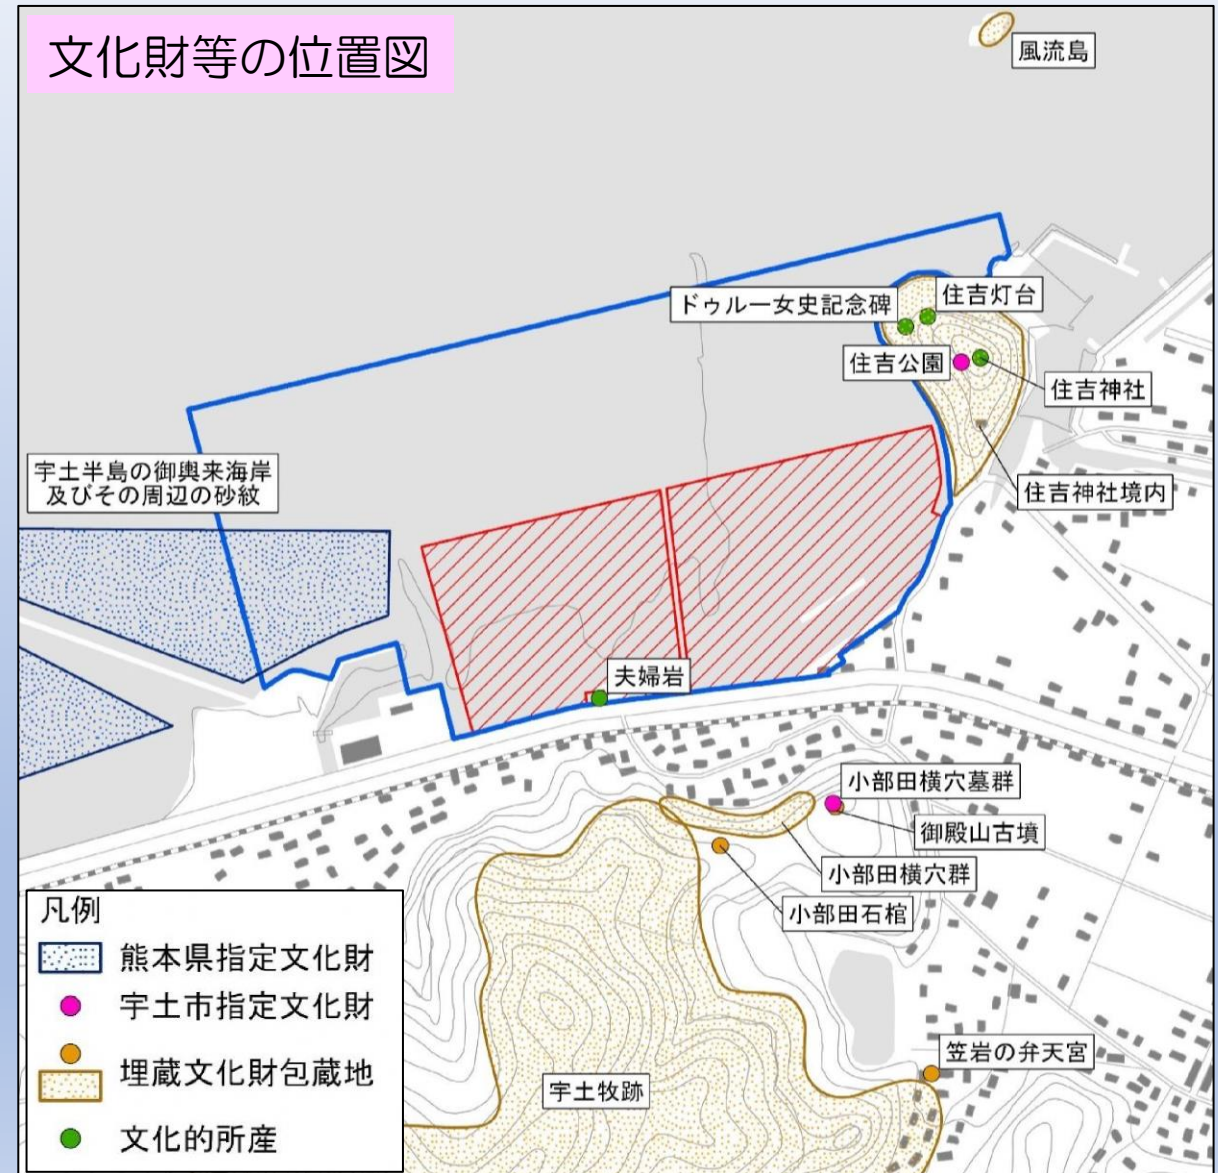 文化財等の位置図
風流島
ドゥルー女史記念碑
住吉灯台
住吉公園
住吉神社
宇土半島の御輿来海岸
及びその周辺の砂紋
住吉神社境内
夫婦岩
小部田横穴墓群
御殿山古墳
小部田横穴群
小部田石棺
笠岩の弁天宮
宇土牧跡
凡例
熊本県指定文化財
宇土市指定文化財
埋蔵文化財包蔵地
文化的所産